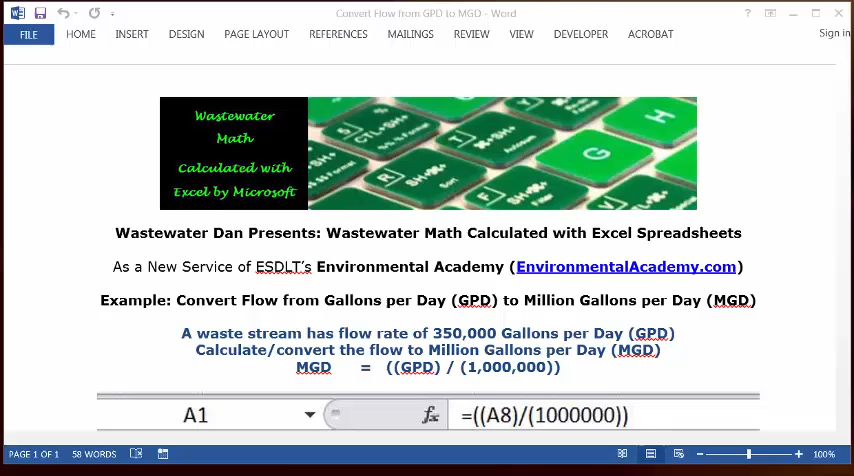 Convert Flow from GPD to MGD - Word
FILE HOME INSERT DESIGN PAGE LAYOUT REFERENCES MAILINGS REVIEW VIEW DEVELOPER ACROBAT Sign in
Wastewater
Math
Calculated with
Excel by Microsoft
Wastewater Dan Presents: Wastewater Math Calculated with Excel Spreadsheets
As a New Service of ESDLT's Environmental Academy (EnvironmentalAcademy.com)
Example: Convert Flow from Gallons per Day (GPD) to Million Gallons per Day (MGD)
A waste stream has flow rate of 350,000 Gallons per Day (GPD)
Calculate/convert the flow to Million Gallons per Day (MGD)
MGD = ((GPD) / (1,000,000))
A1 fx =((A8)/(1000000))
PAGE 1 OF 1 58 WORDS 100%